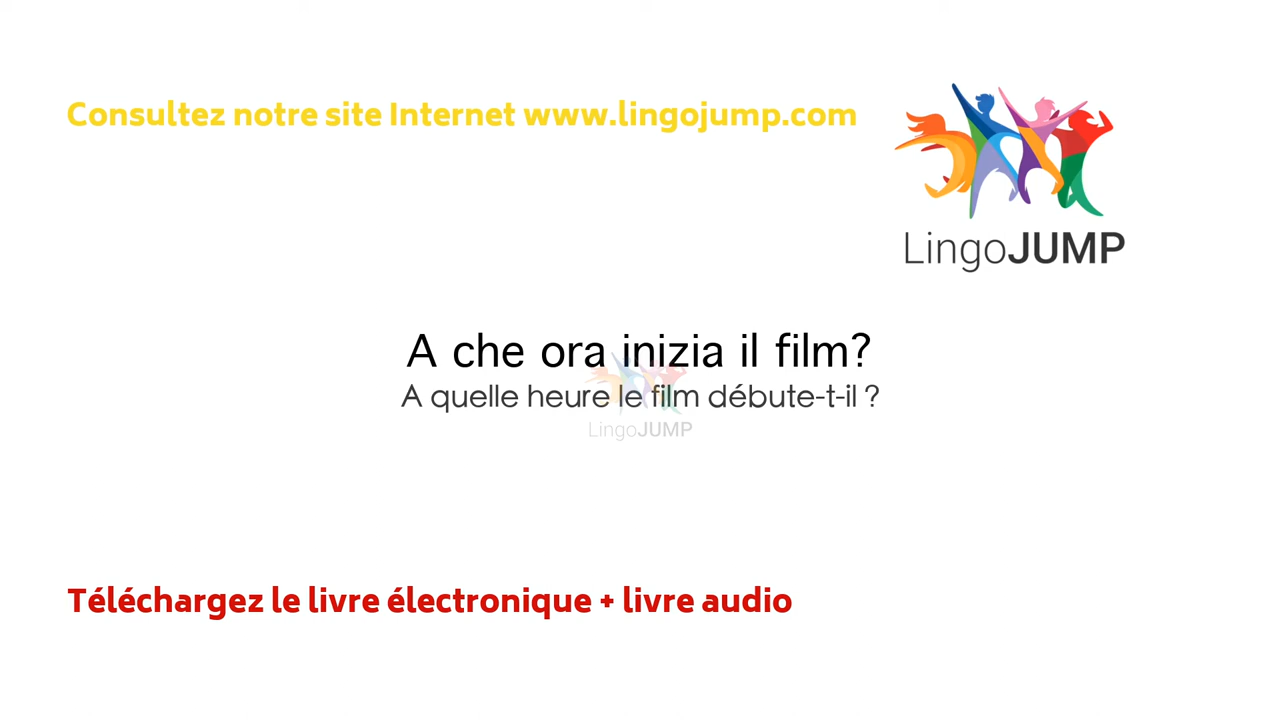 Consultez notre site Internet www.lingojump.com
LingoJUMP
A che ora inizia il film?
A quelle heure le film débute-t-il ?
LingoJUMP
Téléchargez le livre électronique + livre audio